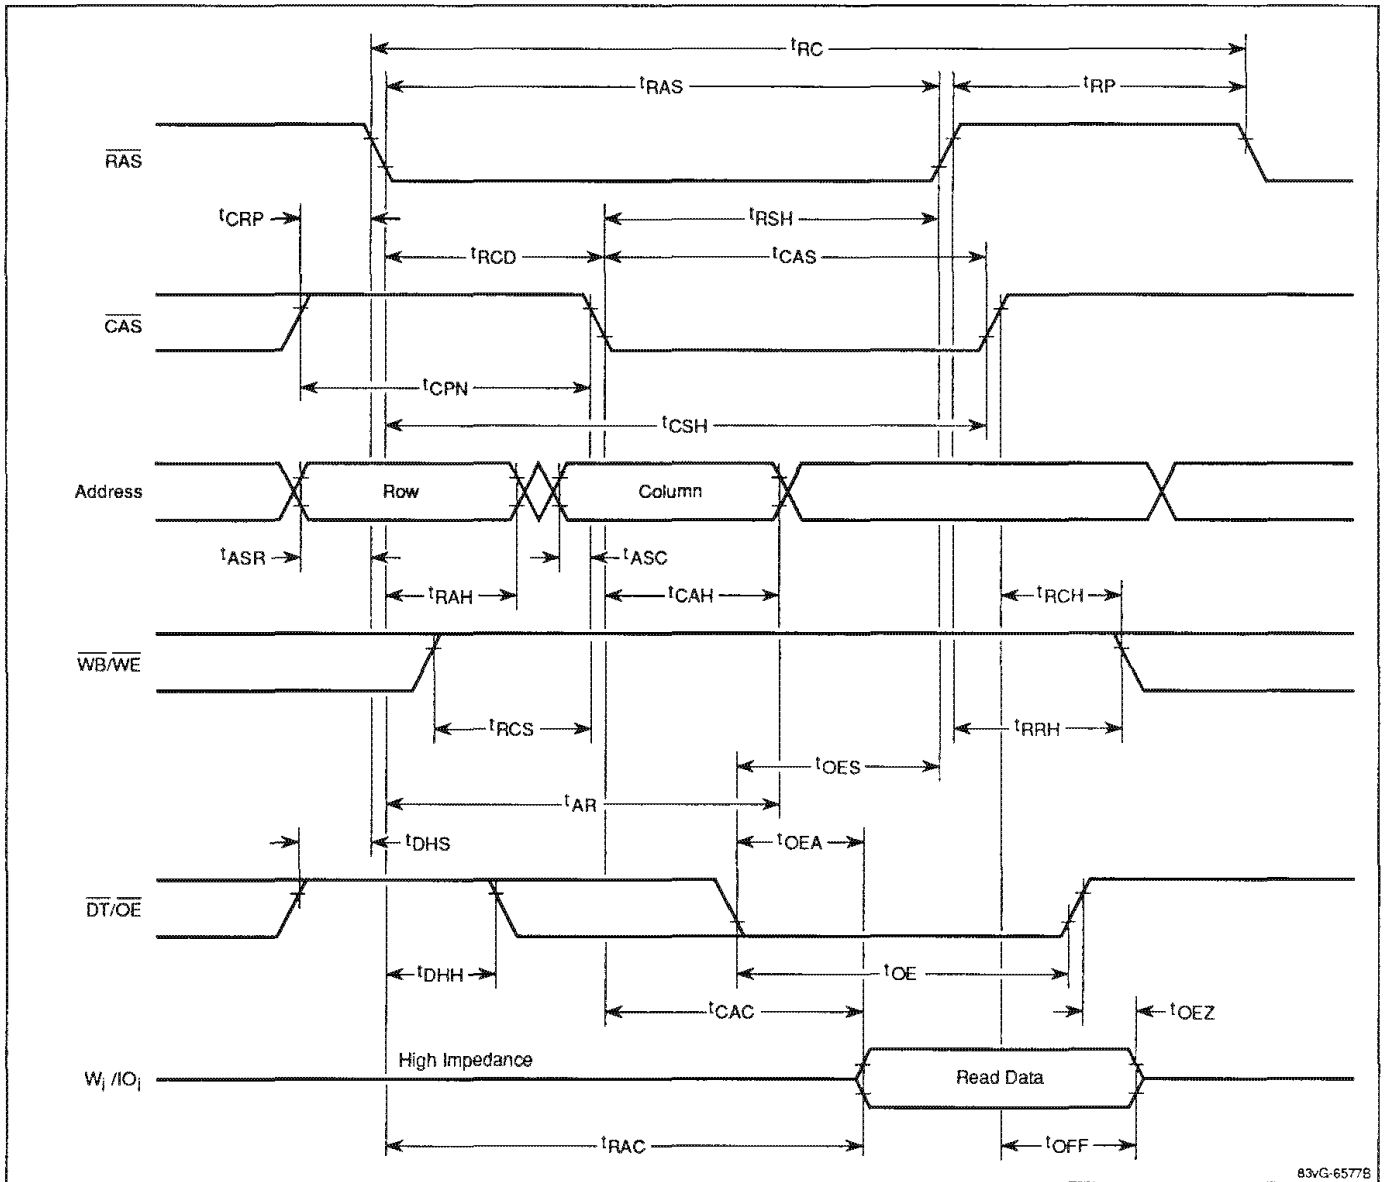 tRC
tRAS
tRP
RAS
tCRP
tRSH
tRCD
tCAS
CAS
tCPN
tCSH
Address
Row
Column
tASR
tASC
tRAH
tCAH
tRCH
WB/WE
tRCS
tRRH
tOES
tAR
tDHS
tOEA
DT/OE
tDHH
tOE
tCAC
tOEZ
High Impedance
Wi /IOi
Read Data
tRAC
tOFF
83vG-6577B